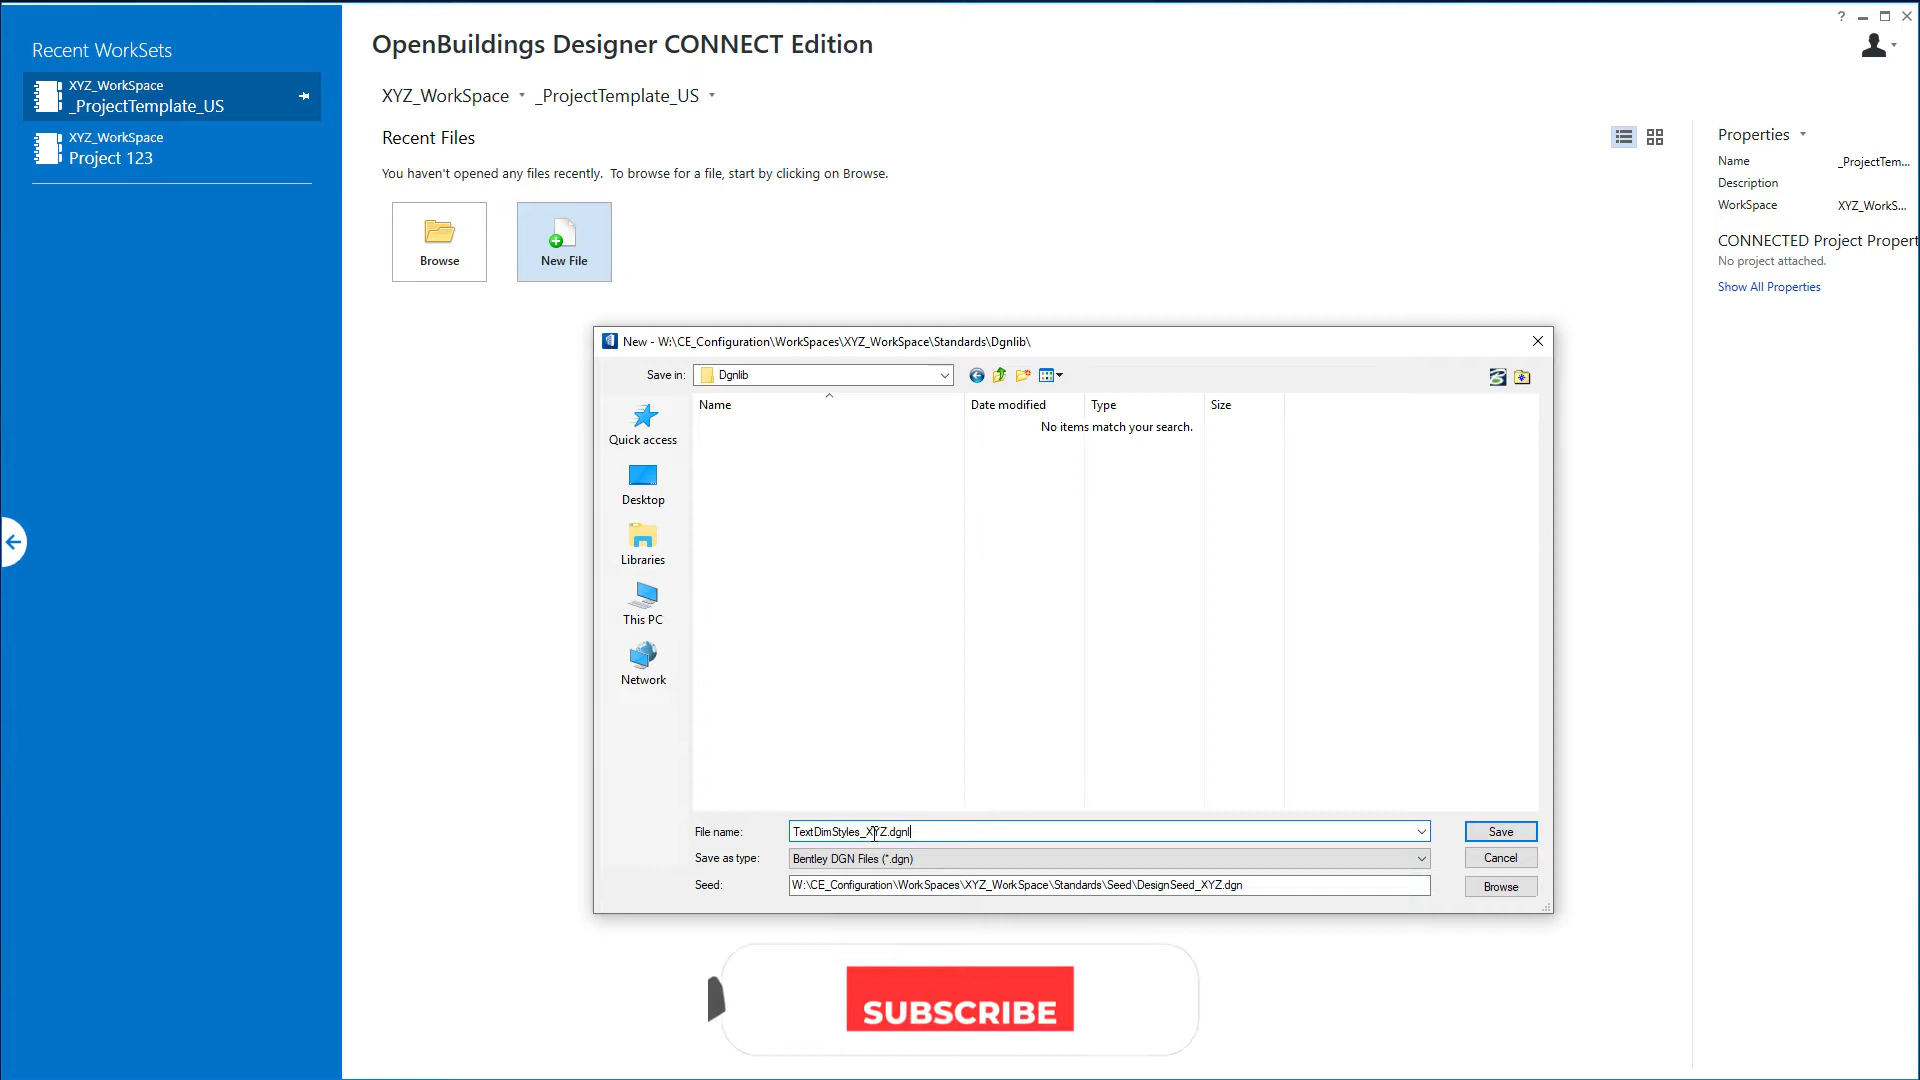 Recent WorkSets
XYZ_WorkSpace
_ProjectTemplate_US
XYZ_WorkSpace
Project 123
?
OpenBuildings Designer CONNECT Edition
XYZ_WorkSpace
_ProjectTemplate_US
Recent Files
You haven't opened any files recently. To browse for a file, start by clicking on Browse.
Browse
New File
Properties
Name
_ProjectTem...
Description
WorkSpace
XYZ_WorkS...
CONNECTED Project Propert
No project attached.
Show All Properties
New - W:\CE_Configuration\WorkSpaces\XYZ_WorkSpace\Standards\Dgnlib\
Save in:
Dgnlib
Name
Date modified
Type
Size
No items match your search.
Quick access
Desktop
Libraries
This PC
Network
File name:
TextDimStyles_XYZ.dgnl
Save
Save as type:
Bentley DGN Files (*.dgn)
Cancel
Seed:
W:\CE_Configuration\WorkSpaces\XYZ_WorkSpace\Standards\Seed\DesignSeed_XYZ.dgn
Browse
SUBSCRIBE